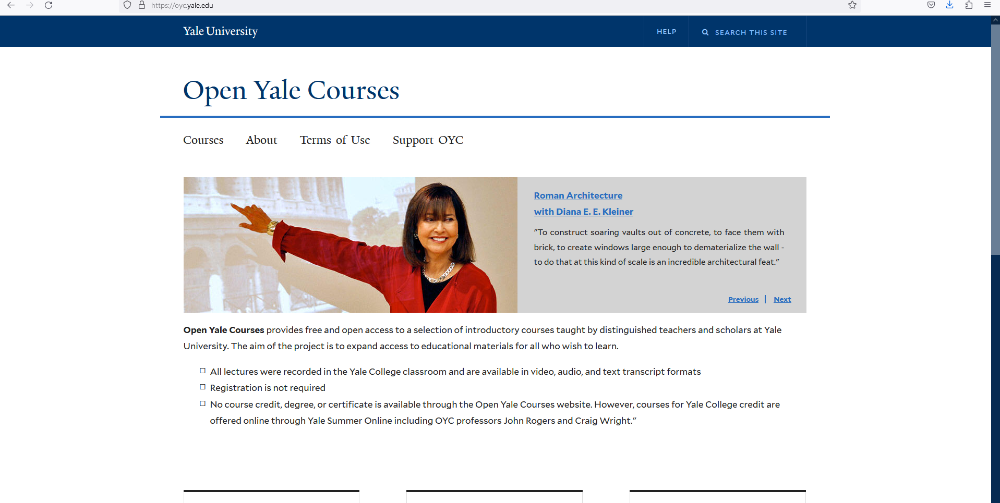 https://oyc.yale.edu
Yale University
HELP
SEARCH THIS SITE
Open Yale Courses
Courses
About
Terms of Use
Support OYC
Roman Architecture
with Diana E. E. Kleiner
"To construct soaring vaults out of concrete, to face them with
brick, to create windows large enough to dematerialize the wall -
to do that at this kind of scale is an incredible architectural feat."
Previous | Next
Open Yale Courses provides free and open access to a selection of introductory courses taught by distinguished teachers and scholars at Yale
University. The aim of the project is to expand access to educational materials for all who wish to learn.
All lectures were recorded in the Yale College classroom and are available in video, audio, and text transcript formats
Registration is not required
No course credit, degree, or certificate is available through the Open Yale Courses website. However, courses for Yale College credit are
offered online through Yale Summer Online including OYC professors John Rogers and Craig Wright."